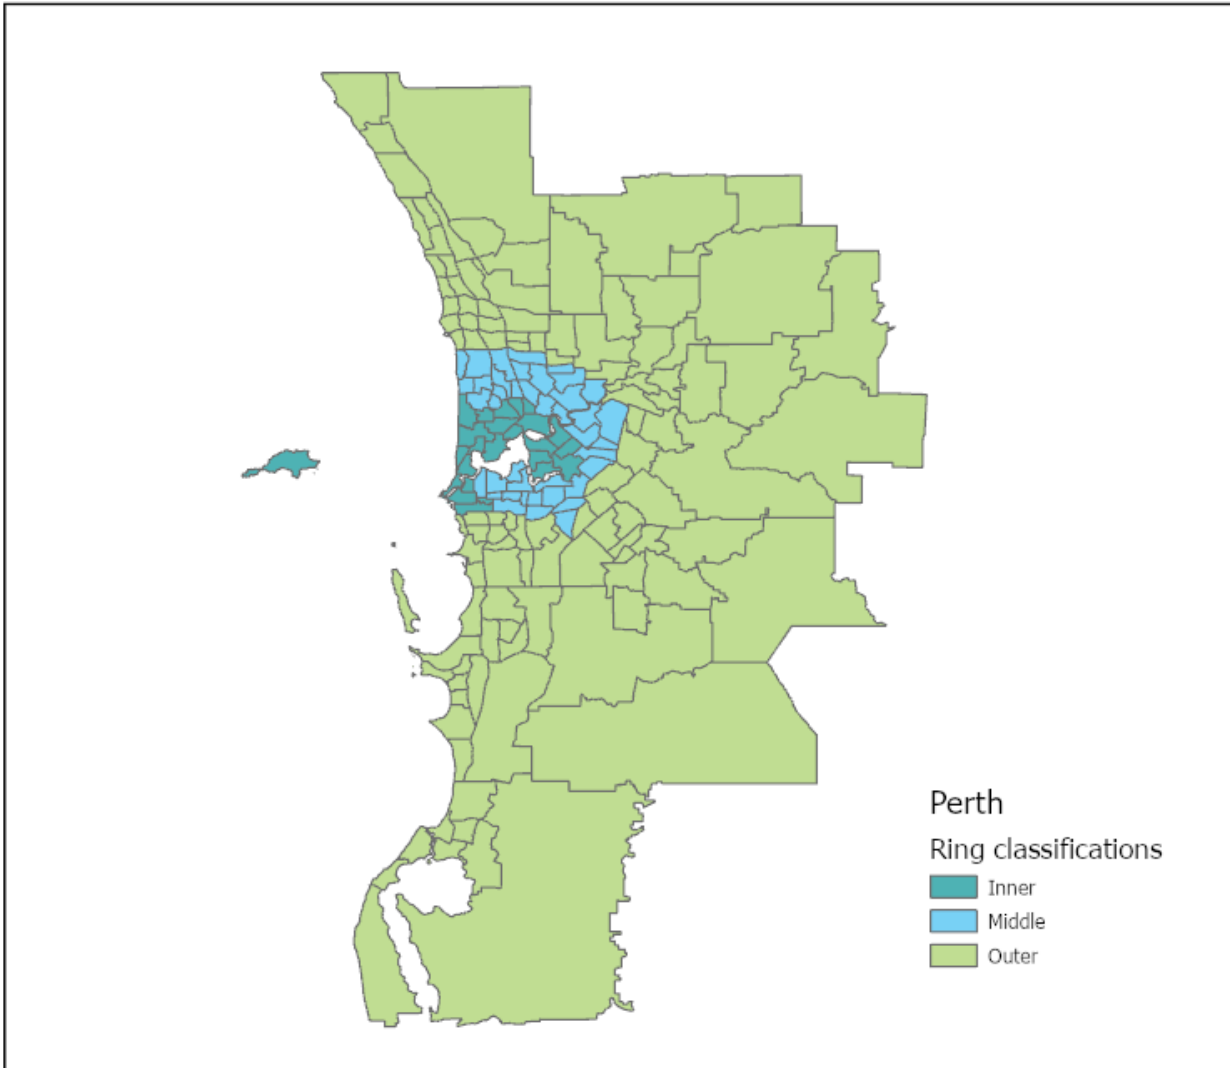 Perth
Ring classifications
Inner
Middle
Outer